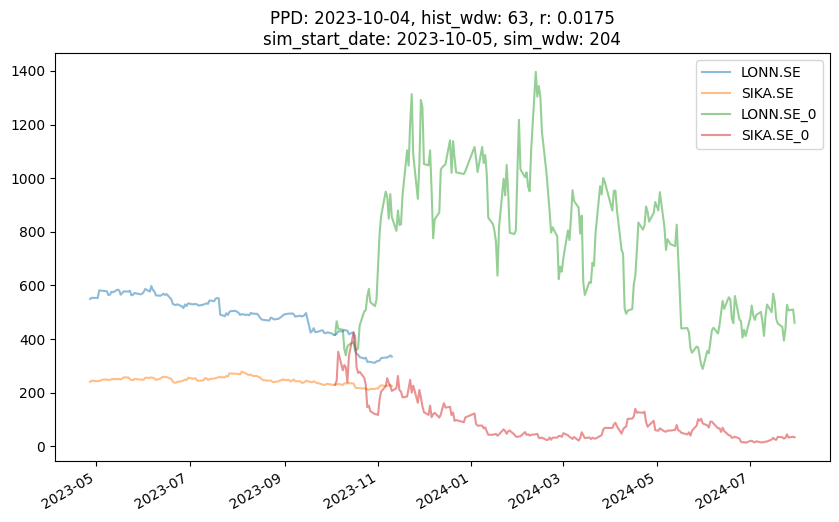 PPD: 2023-10-04, hist_wdw: 63, r: 0.0175
sim_start_date: 2023-10-05, sim_wdw: 204
LONN.SE
SIKA.SE
LONN.SE_0
SIKA.SE_0
1400
1200
1000
800
600
400
200
0
2023-05
2023-07
2023-09
2023-11
2024-01
2024-03
2024-05
2024-07